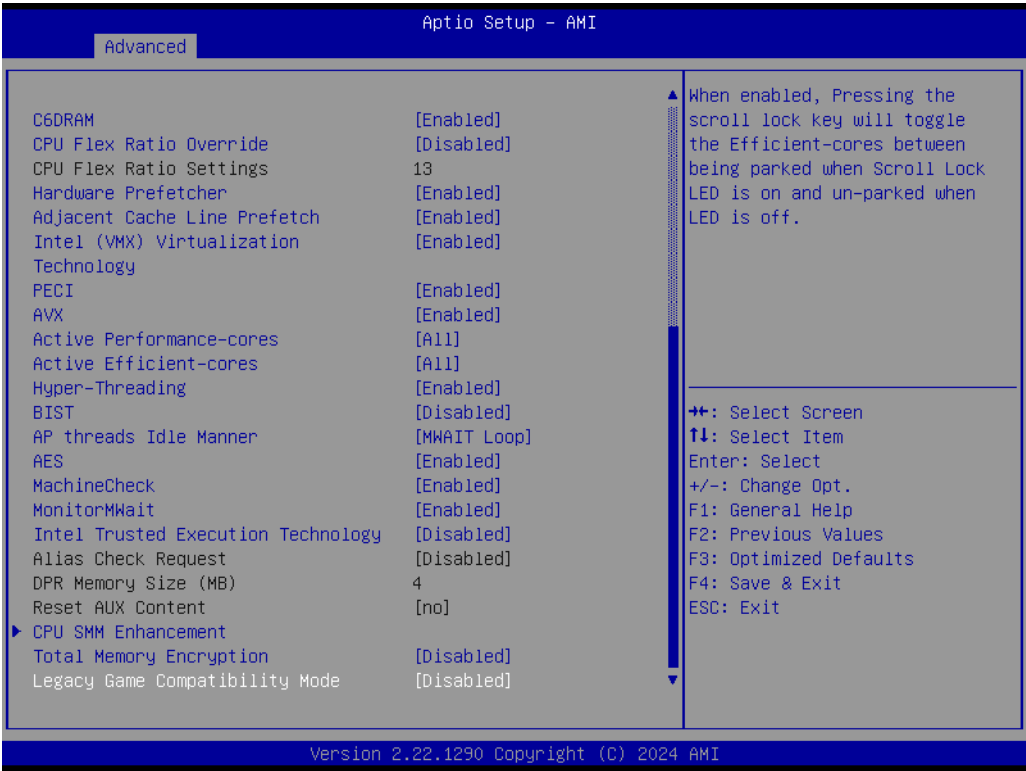 Aptio Setup – AMI
Advanced
C6DRAM [Enabled]
CPU Flex Ratio Override [Disabled]
CPU Flex Ratio Settings 13
Hardware Prefetcher [Enabled]
Adjacent Cache Line Prefetch [Enabled]
Intel (VMX) Virtualization [Enabled]
Technology
PECI [Enabled]
AVX [Enabled]
Active Performance-cores [All]
Active Efficient-cores [All]
Hyper-Threading [Enabled]
BIST [Disabled]
AP threads Idle Manner [MWAIT Loop]
AES [Enabled]
MachineCheck [Enabled]
MonitorMWait [Enabled]
Intel Trusted Execution Technology [Disabled]
Alias Check Request [Disabled]
DPR Memory Size (MB) 4
Reset AUX Content [no]
CPU SMM Enhancement
Total Memory Encryption [Disabled]
Legacy Game Compatibility Mode [Disabled]
When enabled, Pressing the
scroll lock key will toggle
the Efficient-cores between
being parked when Scroll Lock
LED is on and un-parked when
LED is off.
→←: Select Screen
↑↓: Select Item
Enter: Select
+/-: Change Opt.
F1: General Help
F2: Previous Values
F3: Optimized Defaults
F4: Save & Exit
ESC: Exit
Version 2.22.1290 Copyright (C) 2024 AMI